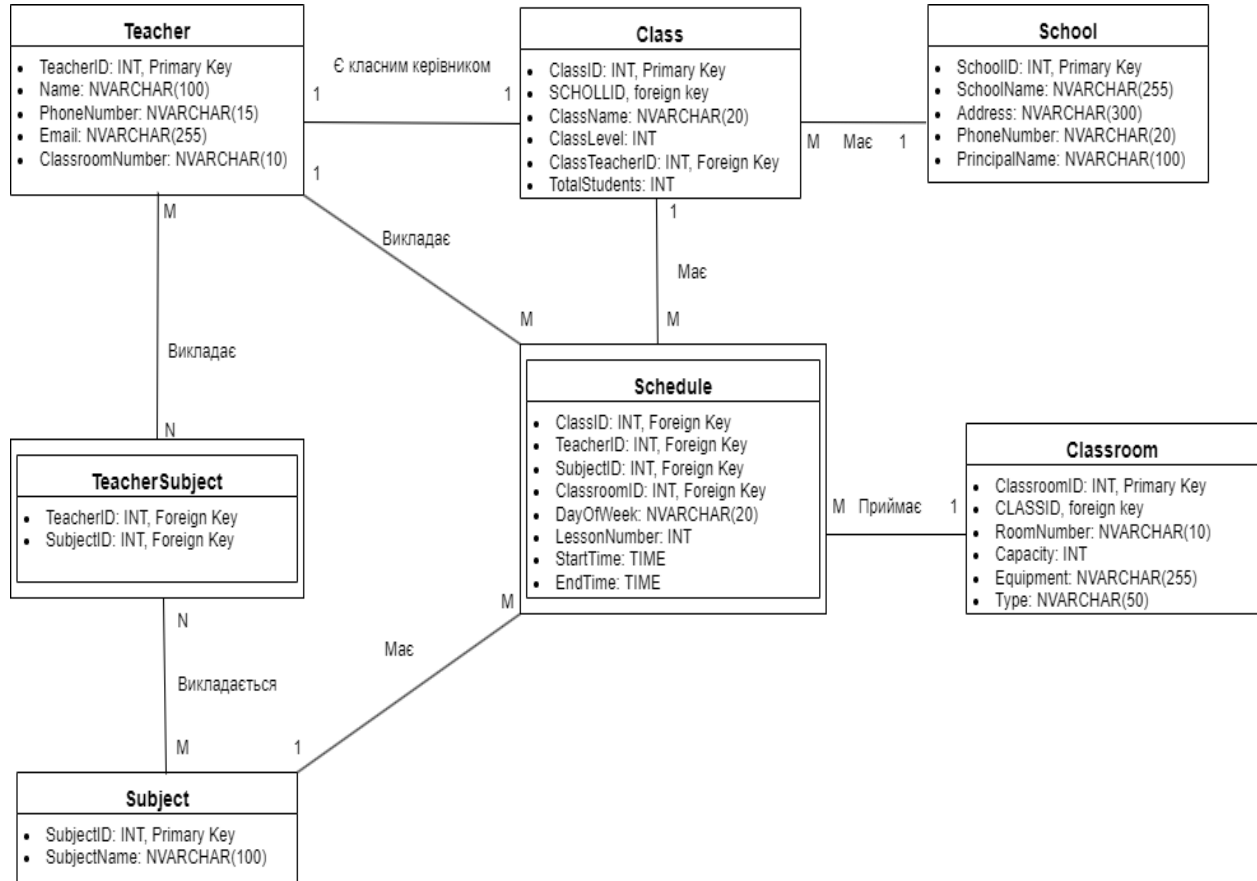 Teacher
• TeacherID: INT, Primary Key
• Name: NVARCHAR(100)
• PhoneNumber: NVARCHAR(15)
• Email: NVARCHAR(255)
• ClassroomNumber: NVARCHAR(10)
Є класним керівником
1
1
Class
• ClassID: INT, Primary Key
• SCHOLLID, foreign key
• ClassName: NVARCHAR(20)
• ClassLevel: INT
• ClassTeacherID: INT, Foreign Key
• TotalStudents: INT
M Має 1
School
• SchoolID: INT, Primary Key
• SchoolName: NVARCHAR(255)
• Address: NVARCHAR(300)
• PhoneNumber: NVARCHAR(20)
• PrincipalName: NVARCHAR(100)
1
Викладає
M
1
Має
M
M
Викладає
N
TeacherSubject
• TeacherID: INT, Foreign Key
• SubjectID: INT, Foreign Key
Schedule
• ClassID: INT, Foreign Key
• TeacherID: INT, Foreign Key
• SubjectID: INT, Foreign Key
• ClassroomID: INT, Foreign Key
• DayOfWeek: NVARCHAR(20)
• LessonNumber: INT
• StartTime: TIME
• EndTime: TIME
M Приймає 1
Classroom
• ClassroomID: INT, Primary Key
• CLASSID, foreign key
• RoomNumber: NVARCHAR(10)
• Capacity: INT
• Equipment: NVARCHAR(255)
• Type: NVARCHAR(50)
N
Викладається
M
M
Має
1
Subject
• SubjectID: INT, Primary Key
• SubjectName: NVARCHAR(100)